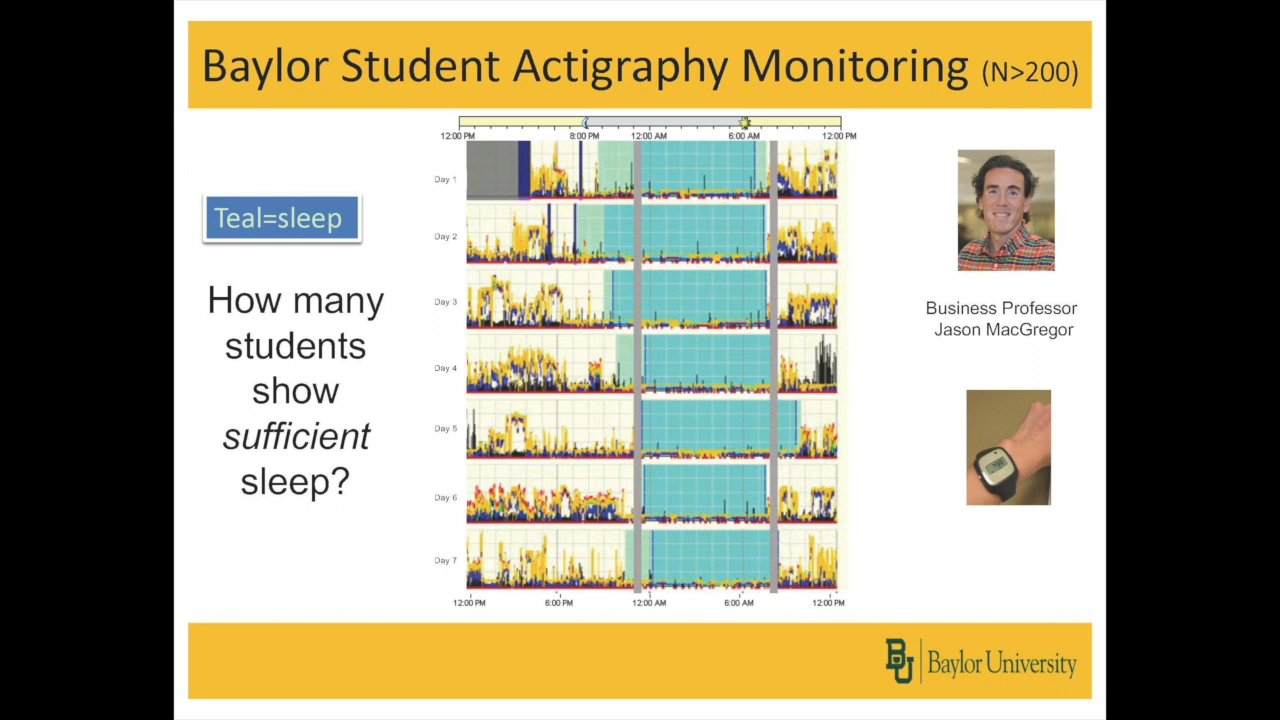 Baylor Student Actigraphy Monitoring (N>200)
12:00 PM 8:00 PM 12:00 AM 6:00 AM 12:00 PM
Teal=sleep
How many
students
show
sufficient
sleep?
Day 1
Day 2
Day 3
Day 4
Day 5
Day 6
Day 7
12:00 PM 6:00 PM 12:00 AM 6:00 AM 12:00 PM
Business Professor
Jason MacGregor
BU
Baylor University